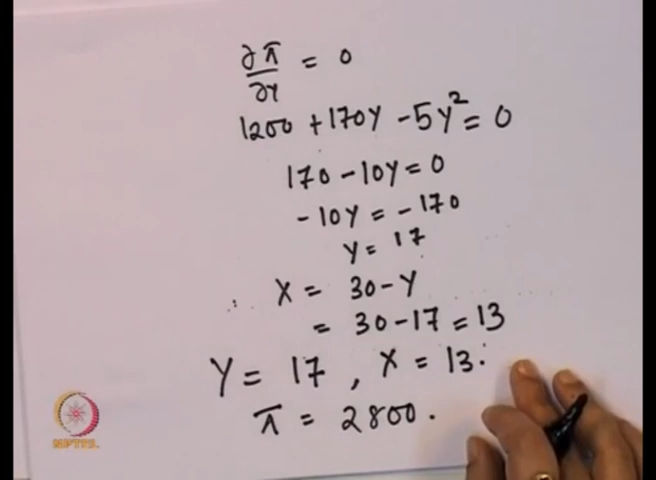 ∂π/∂Y = 0
1200 + 170Y - 5Y² = 0
170 - 10Y = 0
- 10Y = - 170
Y = 17
∴ X = 30 - Y
= 30 - 17 = 13
Y = 17 , X = 13.
π = 2800.
NPTEL